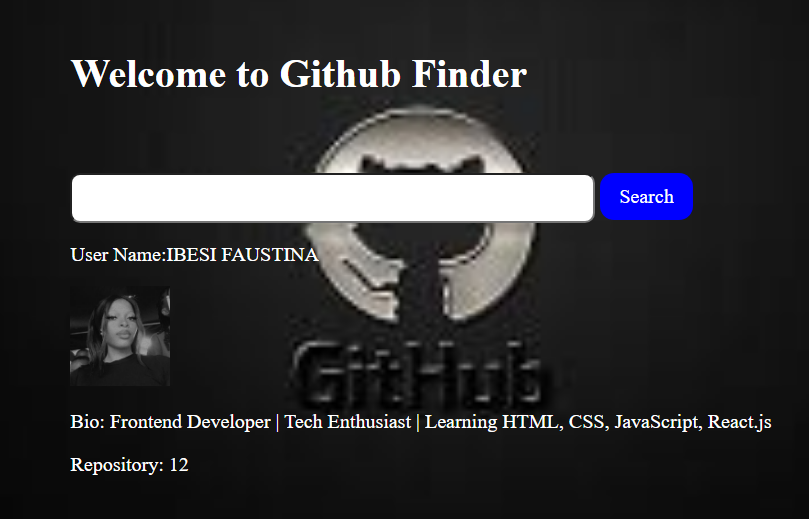 Welcome to Github Finder
Search
User Name:IBESI FAUSTINA
GitHub
Bio: Frontend Developer | Tech Enthusiast | Learning HTML, CSS, JavaScript, React.js
Repository: 12